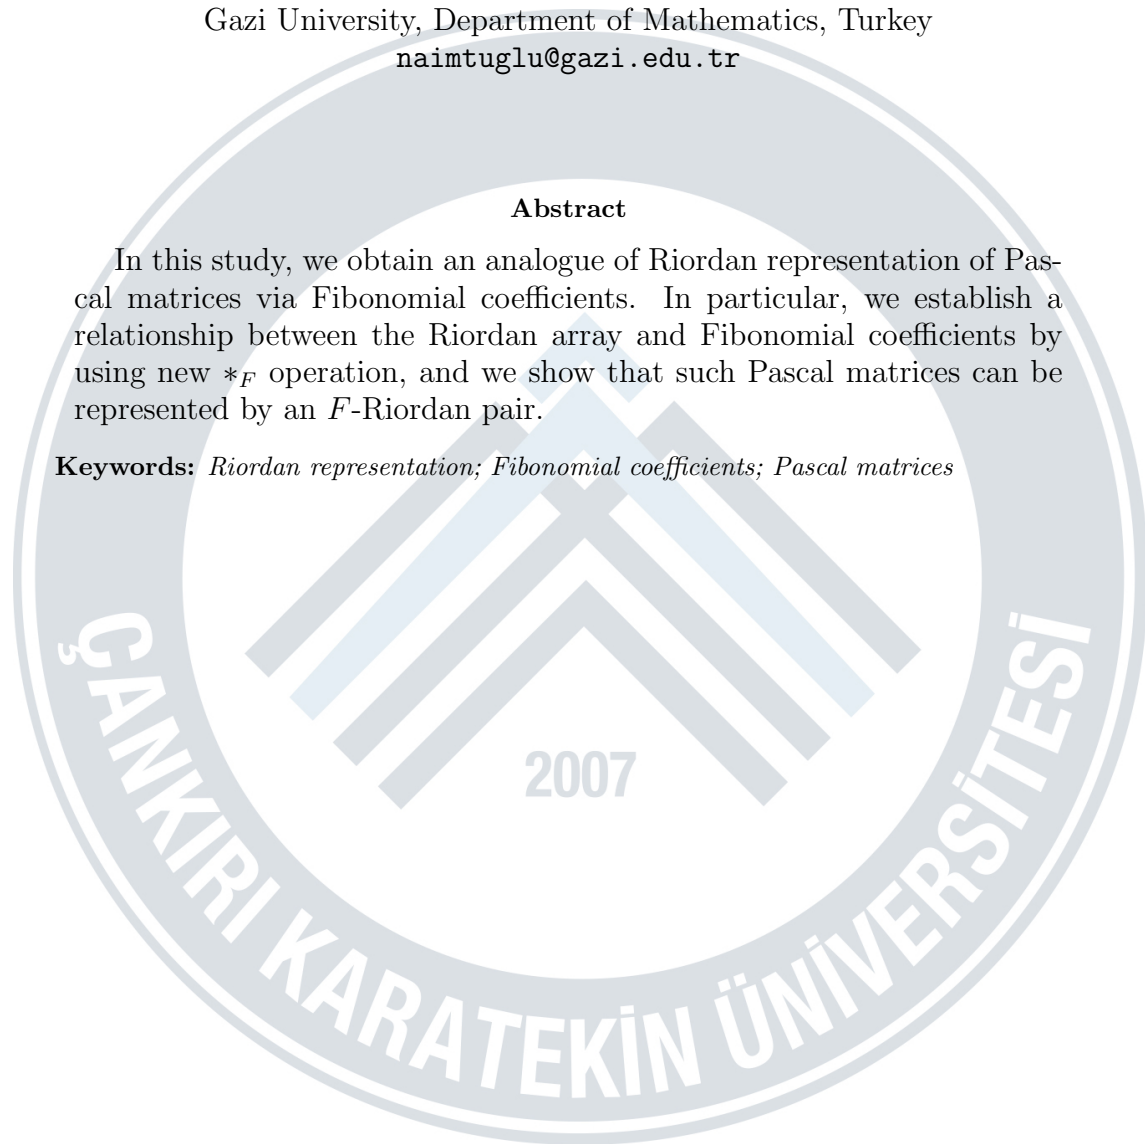 Gazi University, Department of Mathematics, Turkey
naimtuglu@gazi.edu.tr
Abstract
In this study, we obtain an analogue of Riordan representation of Pas-
cal matrices via Fibonomial coefficients. In particular, we establish a
relationship between the Riordan array and Fibonomial coefficients by
using new *F operation, and we show that such Pascal matrices can be
represented by an F-Riordan pair.
Keywords: Riordan representation; Fibonomial coefficients; Pascal matrices
2007
ÇANKIRI KARATEKİN ÜNİVERSİTESİ